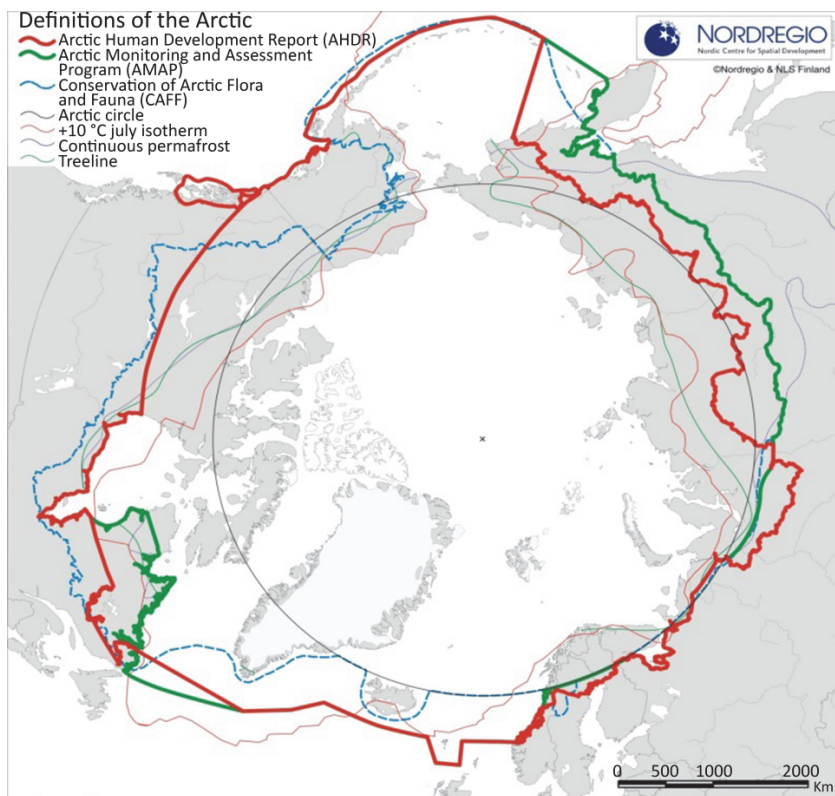 Definitions of the Arctic
Arctic Human Development Report (AHDR)
Arctic Monitoring and Assessment
Program (AMAP)
Conservation of Arctic Flora
and Fauna (CAFF)
Arctic circle
+10 °C july isotherm
Continuous permafrost
Treeline
NORDREGIO
Nordic Centre for Spatial Development
©Nordregio & NLS Finland
0 500 1000 2000
Km